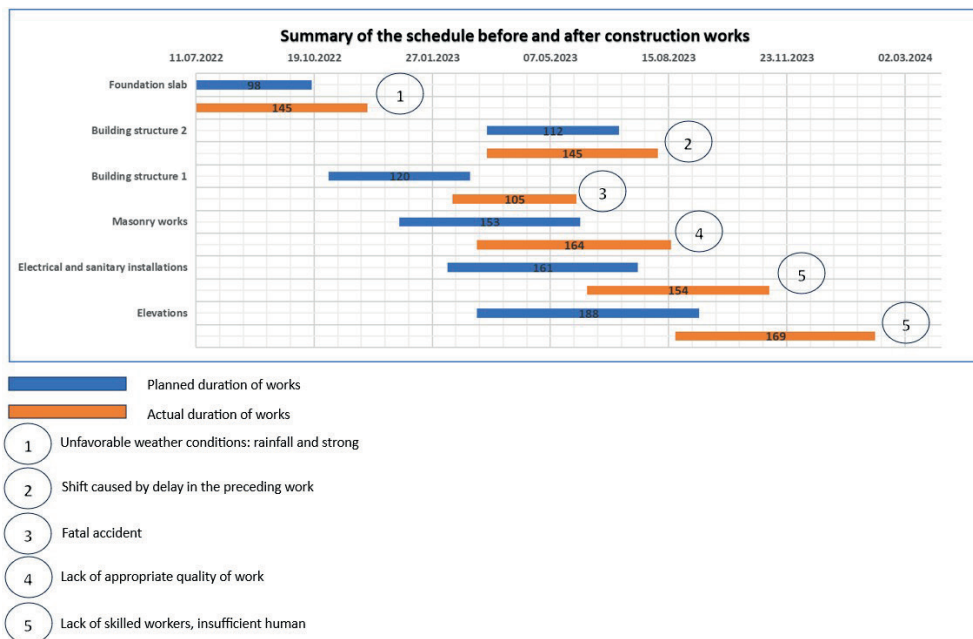 Summary of the schedule before and after construction works
11.07.2022 19.10.2022 27.01.2023 07.05.2023 15.08.2023 23.11.2023 02.03.2024
Foundation slab 98
1
145
Building structure 2 112
2
145
Building structure 1 120
3
105
Masonry works 153
4
164
Electrical and sanitary installations 161
5
154
Elevations 188
5
169
Planned duration of works
Actual duration of works
1 Unfavorable weather conditions: rainfall and strong
2 Shift caused by delay in the preceding work
3 Fatal accident
4 Lack of appropriate quality of work
5 Lack of skilled workers, insufficient human